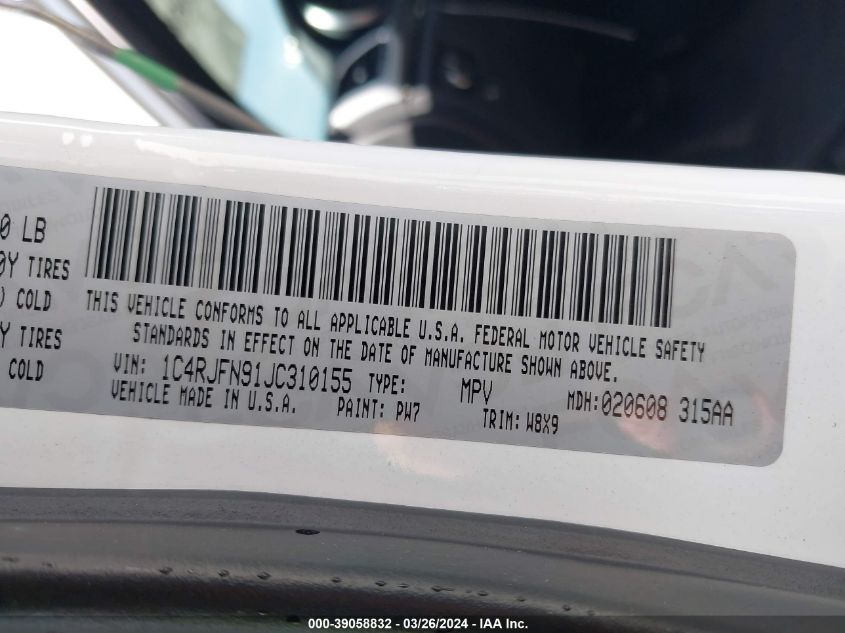 0 LB
0Y TIRES
) COLD
Y TIRES
COLD
THIS VEHICLE CONFORMS TO ALL APPLICABLE U.S.A. FEDERAL MOTOR VEHICLE SAFETY
STANDARDS IN EFFECT ON THE DATE OF MANUFACTURE SHOWN ABOVE.
VIN: 1C4RJFN91JC310155 TYPE: MPV MDH:020608 315AA
VEHICLE MADE IN U.S.A. PAINT: PW7 TRIM: W8X9
000-39058832 - 03/26/2024 - IAA Inc.